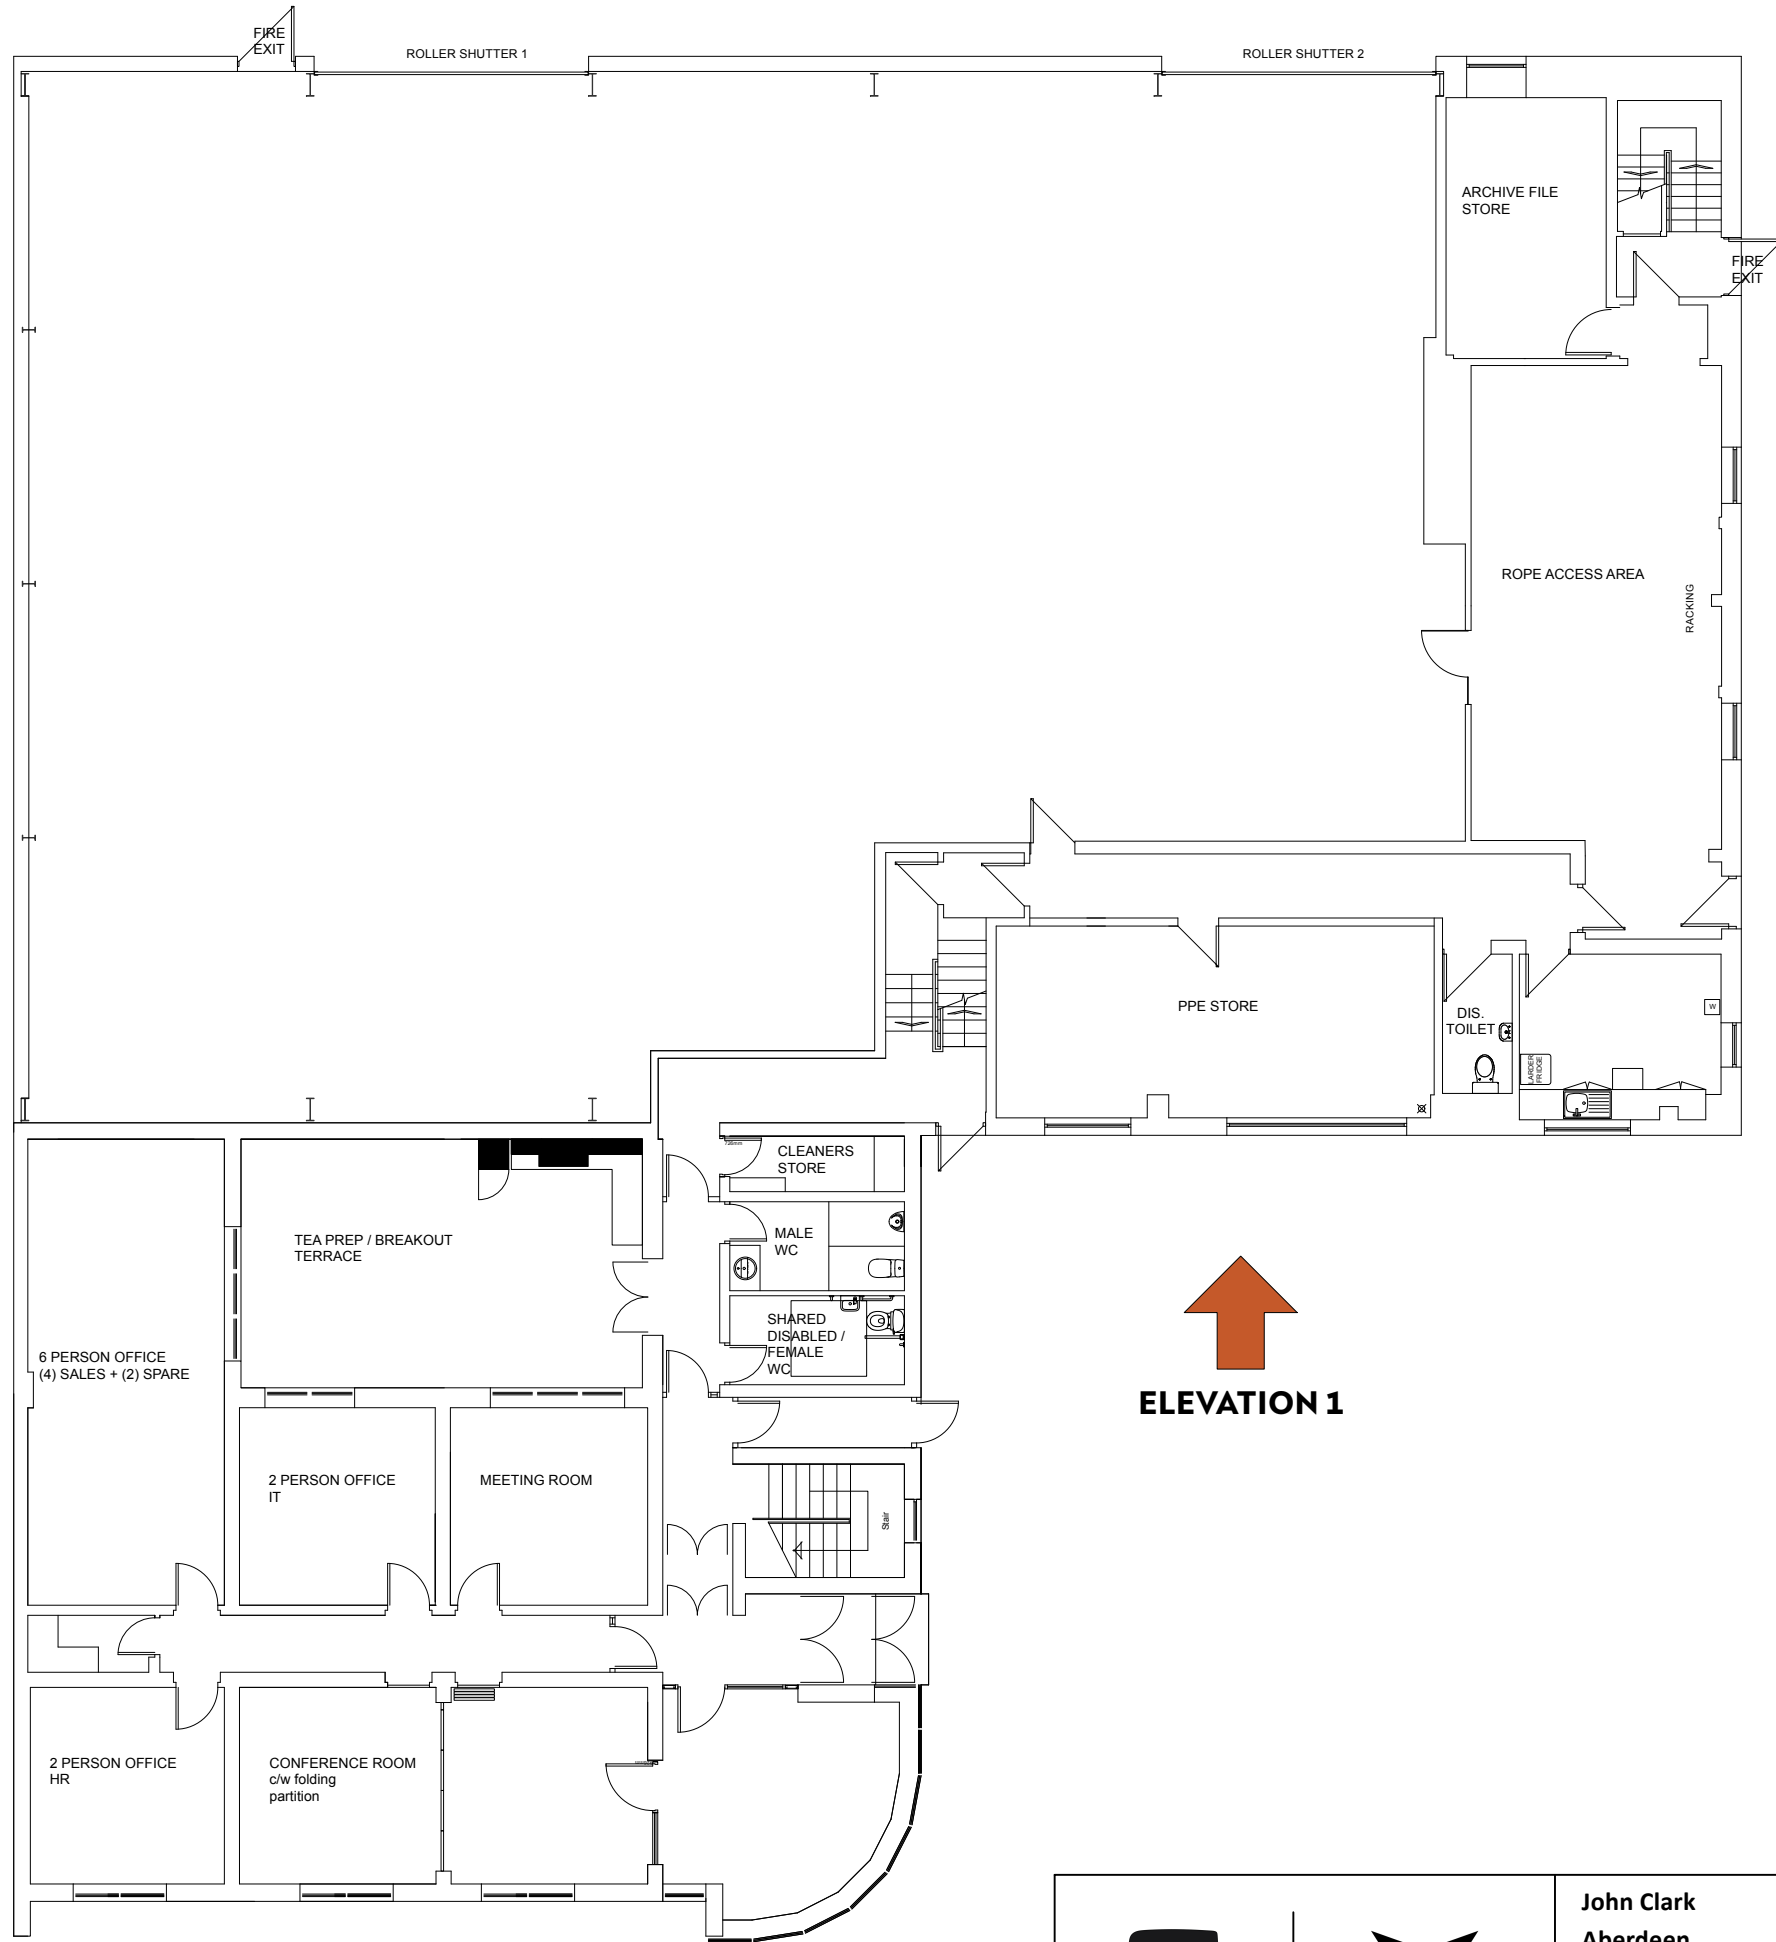 FIRE
EXIT
ROLLER SHUTTER 1
ROLLER SHUTTER 2
ARCHIVE FILE
STORE
FIRE
EXIT
ROPE ACCESS AREA
RACKING
PPE STORE
DIS.
TOILET
W
LARDER
FRIDGE
CLEANERS
STORE
MALE
WC
SHARED
DISABLED /
FEMALE
WC
TEA PREP / BREAKOUT
TERRACE
6 PERSON OFFICE
(4) SALES + (2) SPARE
ELEVATION 1
2 PERSON OFFICE
IT
MEETING ROOM
Stair
2 PERSON OFFICE
HR
CONFERENCE ROOM
c/w folding
partition
John Clark
Aberdeen